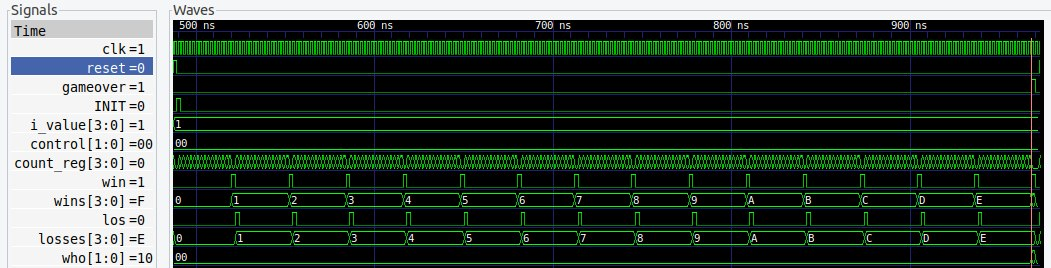 Signals
Waves
Time
500 ns 600 ns 700 ns 800 ns 900 ns
clk=1
reset=0
gameover=1
INIT=0
i_value[3:0]=1 1
control[1:0]=00 00
count_reg[3:0]=0
win=1
wins[3:0]=F 0 1 2 3 4 5 6 7 8 9 A B C D E
los=0
losses[3:0]=E 0 1 2 3 4 5 6 7 8 9 A B C D E
who[1:0]=10 00